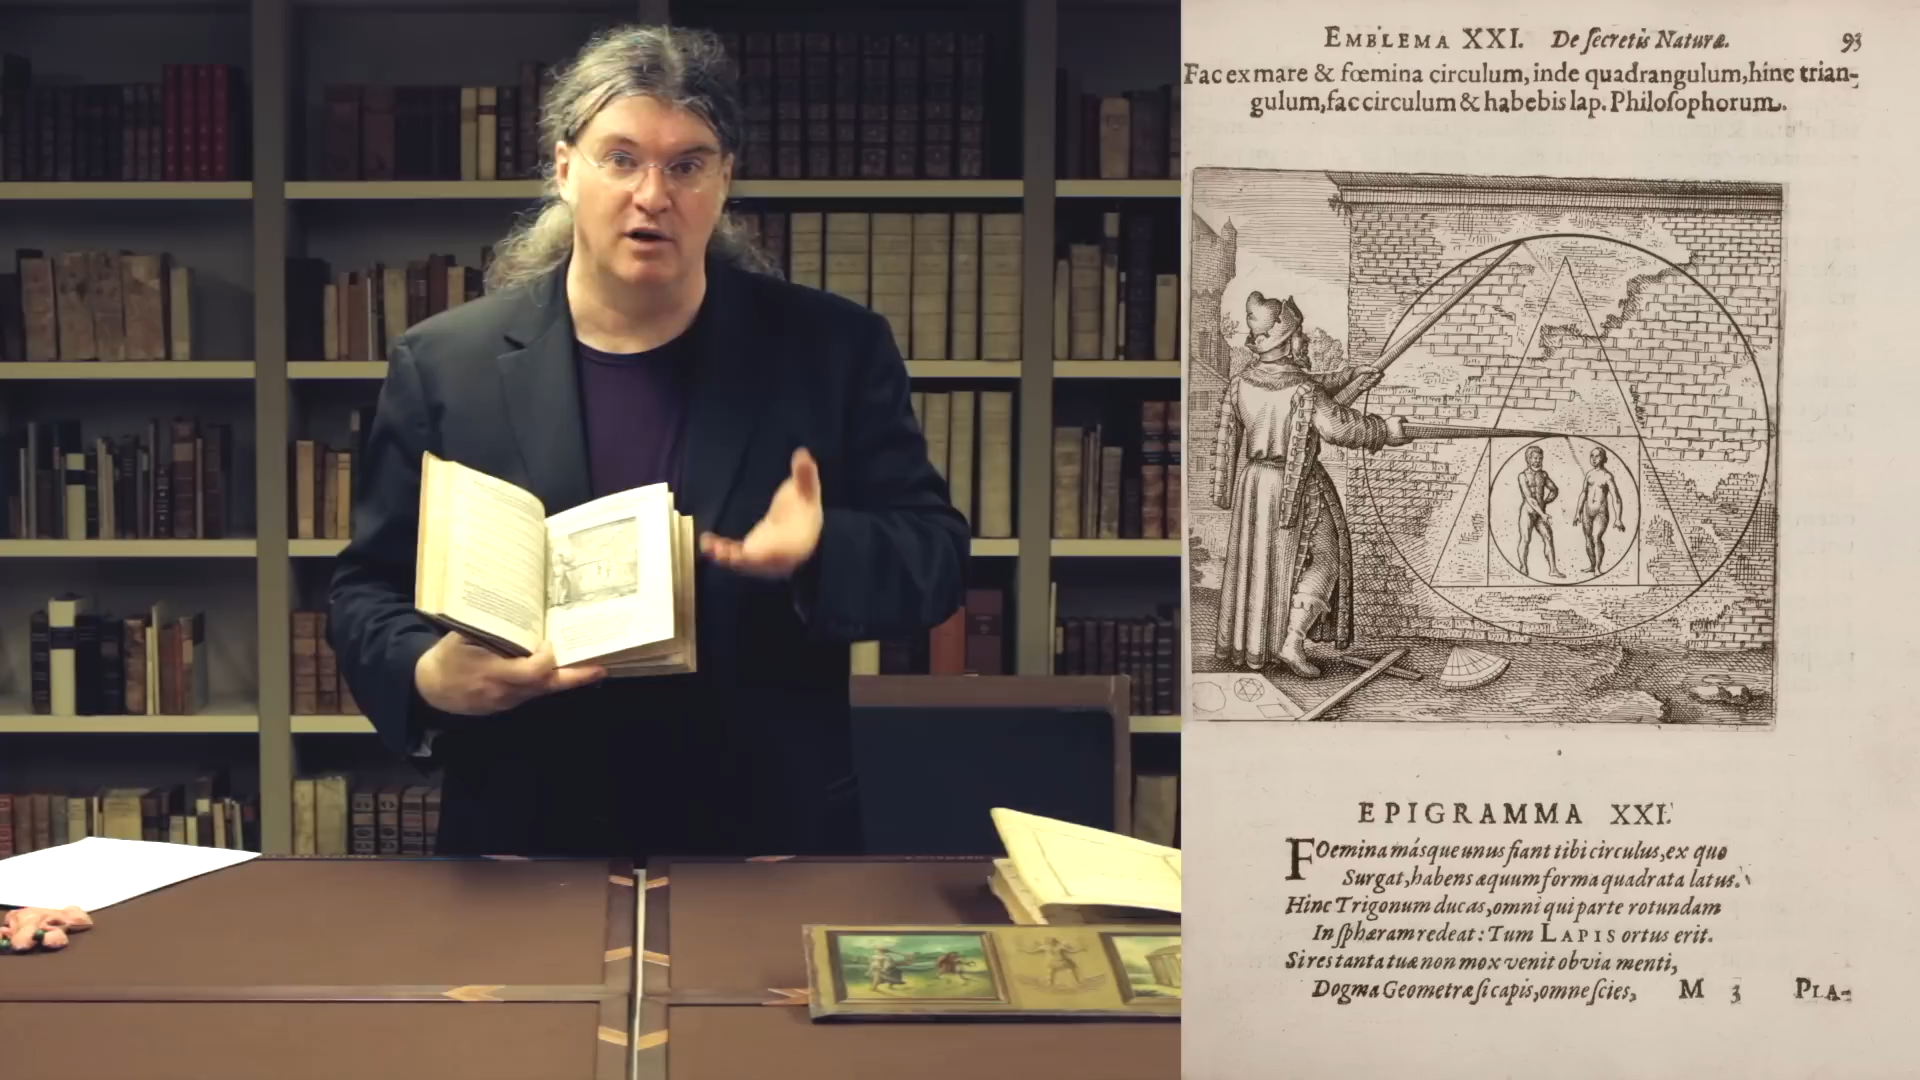 EMBLEMA XXI. De ſecretis Naturæ. 93
Fac ex mare & fœmina circulum, inde quadrangulum, hinc trian-
gulum, fac circulum & habebis lap. Philoſophorum.
EPIGRAMMA XXI.
FOemina másque unus fiant tibi circulus, ex quo
Surgat, habens æquum forma quadrata latus.
Hinc Trigonum ducas, omni qui parte rotundam
In ſphæram redeat: Tum LAPIS ortus erit.
Si res tanta tuæ non mox venit obvia menti,
Dogma Geometræ ſi capis, omne ſcies,
M 3 PLA-